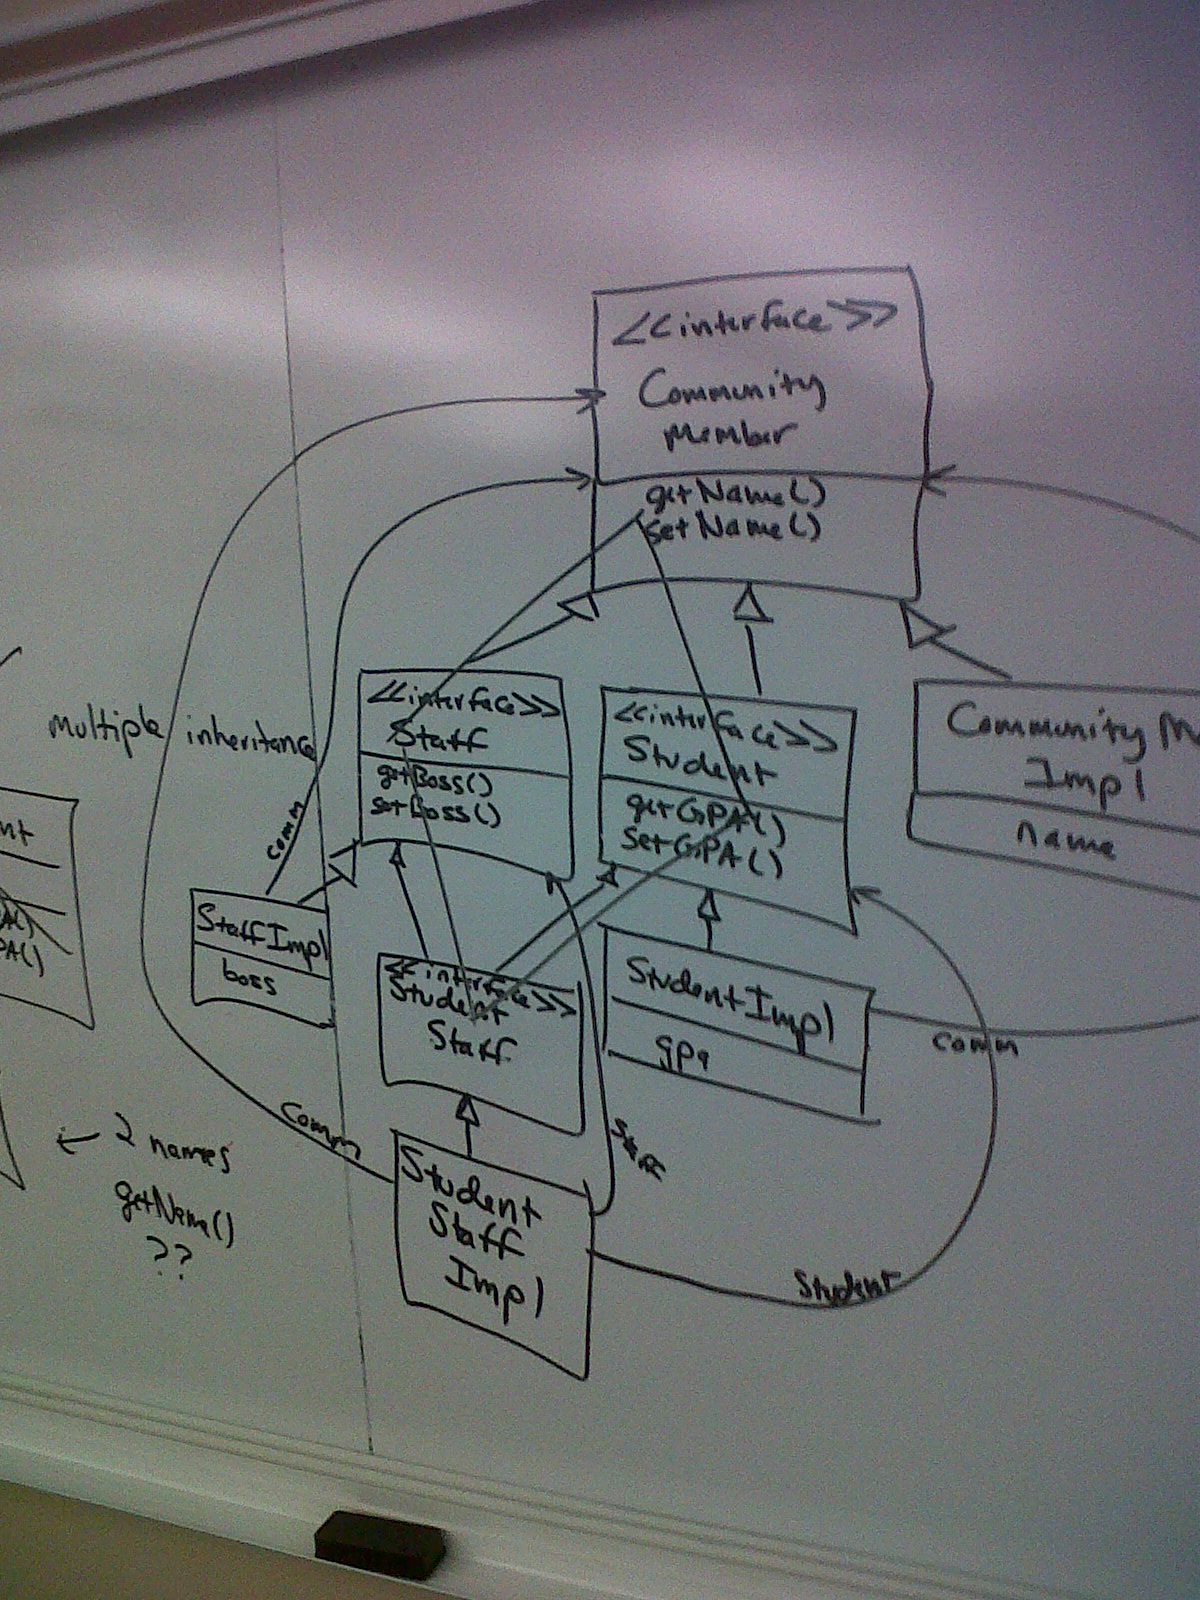 <<interface>>
Community
Member
getName()
setName()
multiple inheritance
<<interface>>
Staff
getBoss()
setBoss()
<<interface>>
Student
getGPA()
setGPA()
Community M
Impl
name
comm
StaffImpl
boss
<<interface>>
Student
Staff
StudentImpl
gpa
comm
comm
Staff
Student
Staff
Impl
Student
← 2 names
getName()
??
nt
PA()